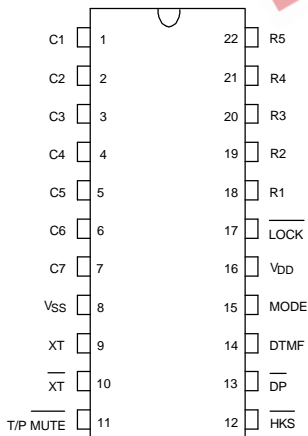 C1 1 22 R5
C2 2 21 R4
C3 3 20 R3
C4 4 19 R2
C5 5 18 R1
C6 6 17 LOCK
C7 7 16 VDD
VSS 8 15 MODE
XT 9 14 DTMF
XT 10 13 DP
T/P MUTE 11 12 HKS